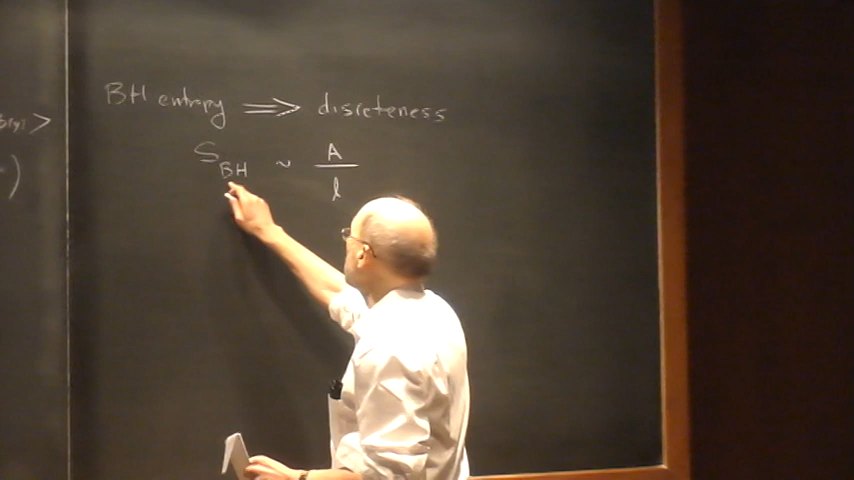 BH entropy ⟹ discreteness
S_BH ~ A
l